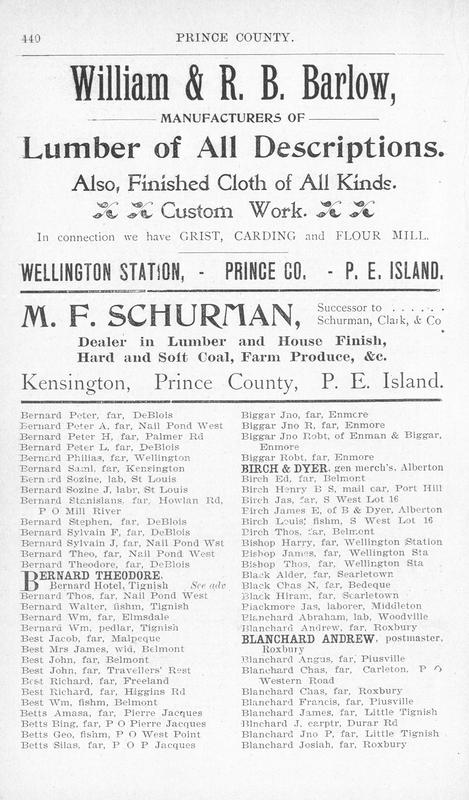 440 PRINCE COUNTY.
William & R. B. Barlow,
MANUFACTURERS OF
Lumber of All Descriptions.
Also, Finished Cloth of All Kinds.
Custom Work.
In connection we have GRIST, CARDING and FLOUR MILL.
WELLINGTON STATION, - PRINCE CO. - P. E. ISLAND.
M. F. SCHURMAN,
Successor to . . . . . .
Schurman, Clark, & Co.
Dealer in Lumber and House Finish,
Hard and Soft Coal, Farm Produce, &c.
Kensington, Prince County, P. E. Island.
Bernard Peter, far, DeBlois
Bernard Peter A, far, Nail Pond West
Bernard Peter H, far, Palmer Rd
Bernard Peter L, far, DeBlois
Bernard Philias, far, Wellington
Bernard Saml, far, Kensington
Bernard Sozine, lab, St Louis
Bernard Sozine J, labr, St Louis
Bernard Stanislans, far, Howlan Rd,
P O Mill River
Bernard Stephen, far, DeBlois
Bernard Sylvain F, far, DeBlois
Bernard Sylvain J, far, Nail Pond Wst
Bernard Theo, far, Nail Pond West
Bernard Theodore, far, DeBlois
BERNARD THEODORE,
Bernard Hotel, Tignish See adv
Bernard Thos, far, Nail Pond West
Bernard Walter, fishm, Tignish
Bernard Wm, far, Elmsdale
Bernard Wm, pedlar, Tignish
Best Jacob, far, Malpeque
Best Mrs James, wid, Belmont
Best John, far, Belmont
Best John, far, Travellers' Rest
Best Richard, far, Freeland
Best Richard, far, Higgins Rd
Best Wm, fishm, Belmont
Betts Amasa, far, Pierre Jacques
Betts Bing, far, P O Pierre Jacques
Betts Geo, fishm, P O West Point
Betts Silas, far, P O P Jacques
Biggar Jno, far, Enmore
Biggar Jno R, far, Enmore
Biggar Jno Robt, of Enman & Biggar,
Enmore
Biggar Robt, far, Enmore
BIRCH & DYER, gen merch's, Alberton
Birch Ed, far, Belmont
Birch Henry B S, mail car, Port Hill
Birch Jas, far, S West Lot 16
Birch James E, of B & Dyer, Alberton
Birch Louis, fishm, S West Lot 16
Birch Thos, far, Belmont
Bishop Harry, far, Wellington Station
Bishop James, far, Wellington Sta
Bishop Thos, far, Wellington Sta
Black Alder, far, Searletown
Black Chas N, far, Bedeque
Black Hiram, far, Searletown
Blackmore Jas, laborer, Middleton
Blanchard Abraham, lab, Woodville
Blanchard Andrew, far, Roxbury
BLANCHARD ANDREW, postmaster,
Roxbury
Blanchard Angus, far, Piusville
Blanchard Chas, far, Carleton, P O
Western Road
Blanchard Chas, far, Roxbury
Blanchard Francis, far, Piusville
Blanchard James, far, Little Tignish
Blnchard J, carptr, Durar Rd
Blanchard Jno P, far, Little Tignish
Blanchard Josiah, far, Roxbury